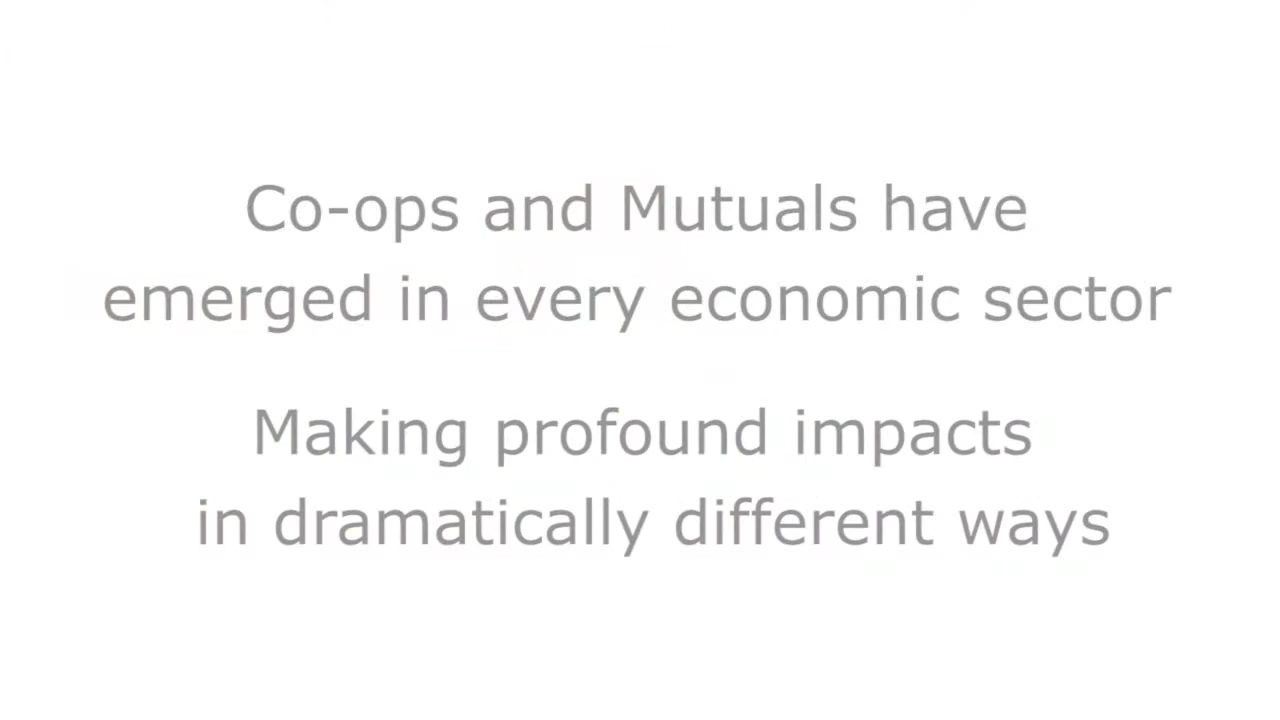 Co-ops and Mutuals have
emerged in every economic sector
Making profound impacts
in dramatically different ways